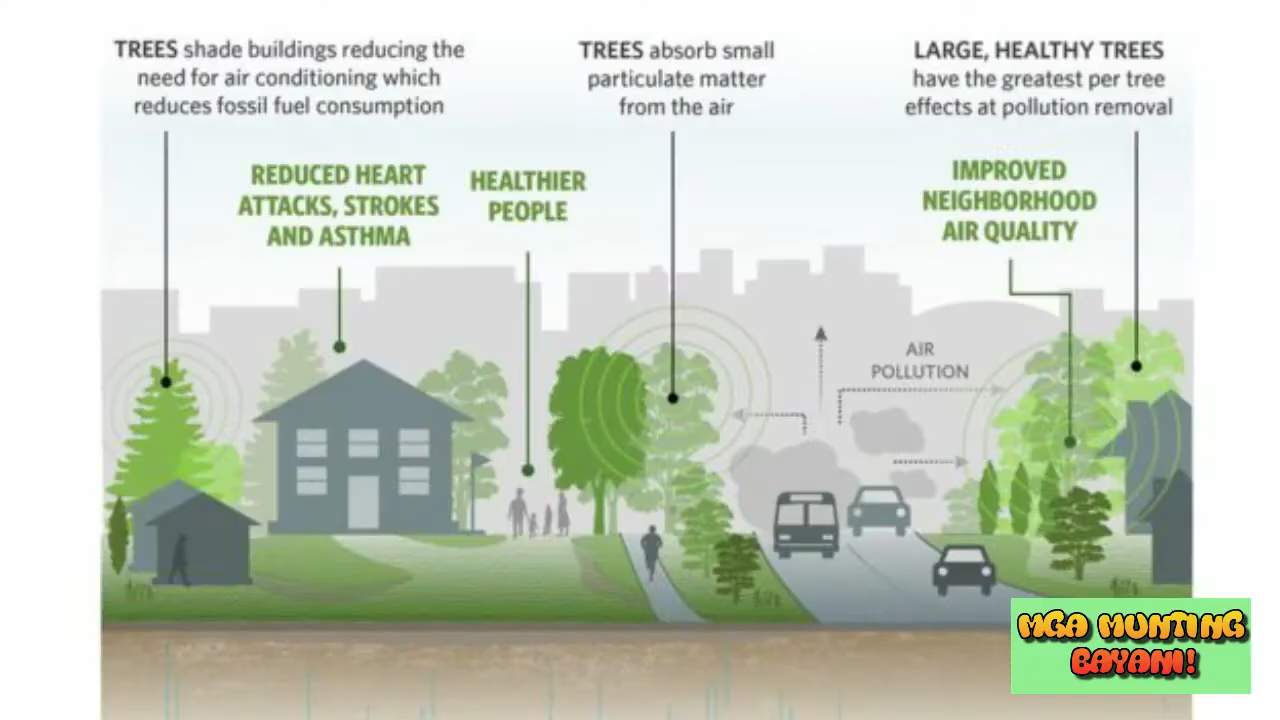 TREES shade buildings reducing the
need for air conditioning which
reduces fossil fuel consumption
TREES absorb small
particulate matter
from the air
LARGE, HEALTHY TREES
have the greatest per tree
effects at pollution removal
REDUCED HEART
ATTACKS, STROKES
AND ASTHMA
HEALTHIER
PEOPLE
IMPROVED
NEIGHBORHOOD
AIR QUALITY
AIR
POLLUTION
MGA MUNTING
BAYANI!